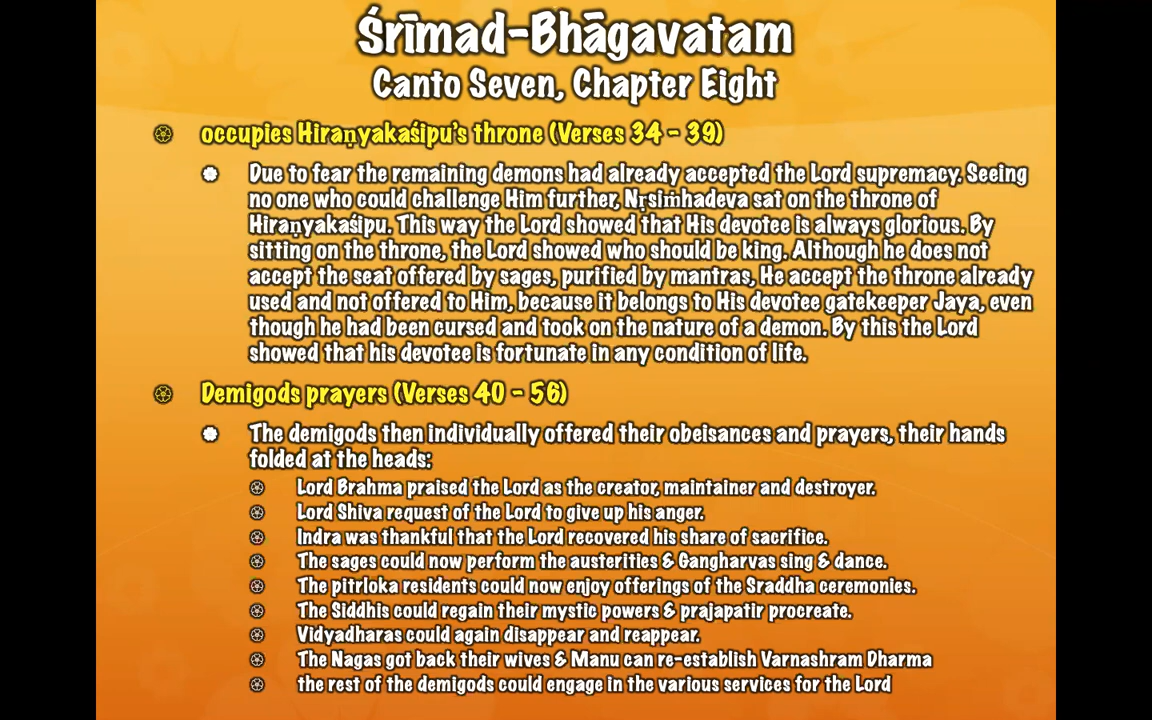 Śrīmad-Bhāgavatam
Canto Seven, Chapter Eight
occupies Hiraṇyakaśipu's throne (Verses 34 - 39)
Due to fear the remaining demons had already accepted the Lord supremacy. Seeing
no one who could challenge Him further, Nṛsiṁhadeva sat on the throne of
Hiraṇyakaśipu. This way the Lord showed that His devotee is always glorious. By
sitting on the throne, the Lord showed who should be king. Although he does not
accept the seat offered by sages, purified by mantras, He accept the throne already
used and not offered to Him, because it belongs to His devotee gatekeeper Jaya, even
though he had been cursed and took on the nature of a demon. By this the Lord
showed that his devotee is fortunate in any condition of life.
Demigods prayers (Verses 40 - 56)
The demigods then individually offered their obeisances and prayers, their hands
folded at the heads:
Lord Brahma praised the Lord as the creator, maintainer and destroyer.
Lord Shiva request of the Lord to give up his anger.
Indra was thankful that the Lord recovered his share of sacrifice.
The sages could now perform the austerities & Gangharvas sing & dance.
The pitrloka residents could now enjoy offerings of the Sraddha ceremonies.
The Siddhis could regain their mystic powers & prajapatir procreate.
Vidyadharas could again disappear and reappear.
The Nagas got back their wives & Manu can re-establish Varnashram Dharma
the rest of the demigods could engage in the various services for the Lord